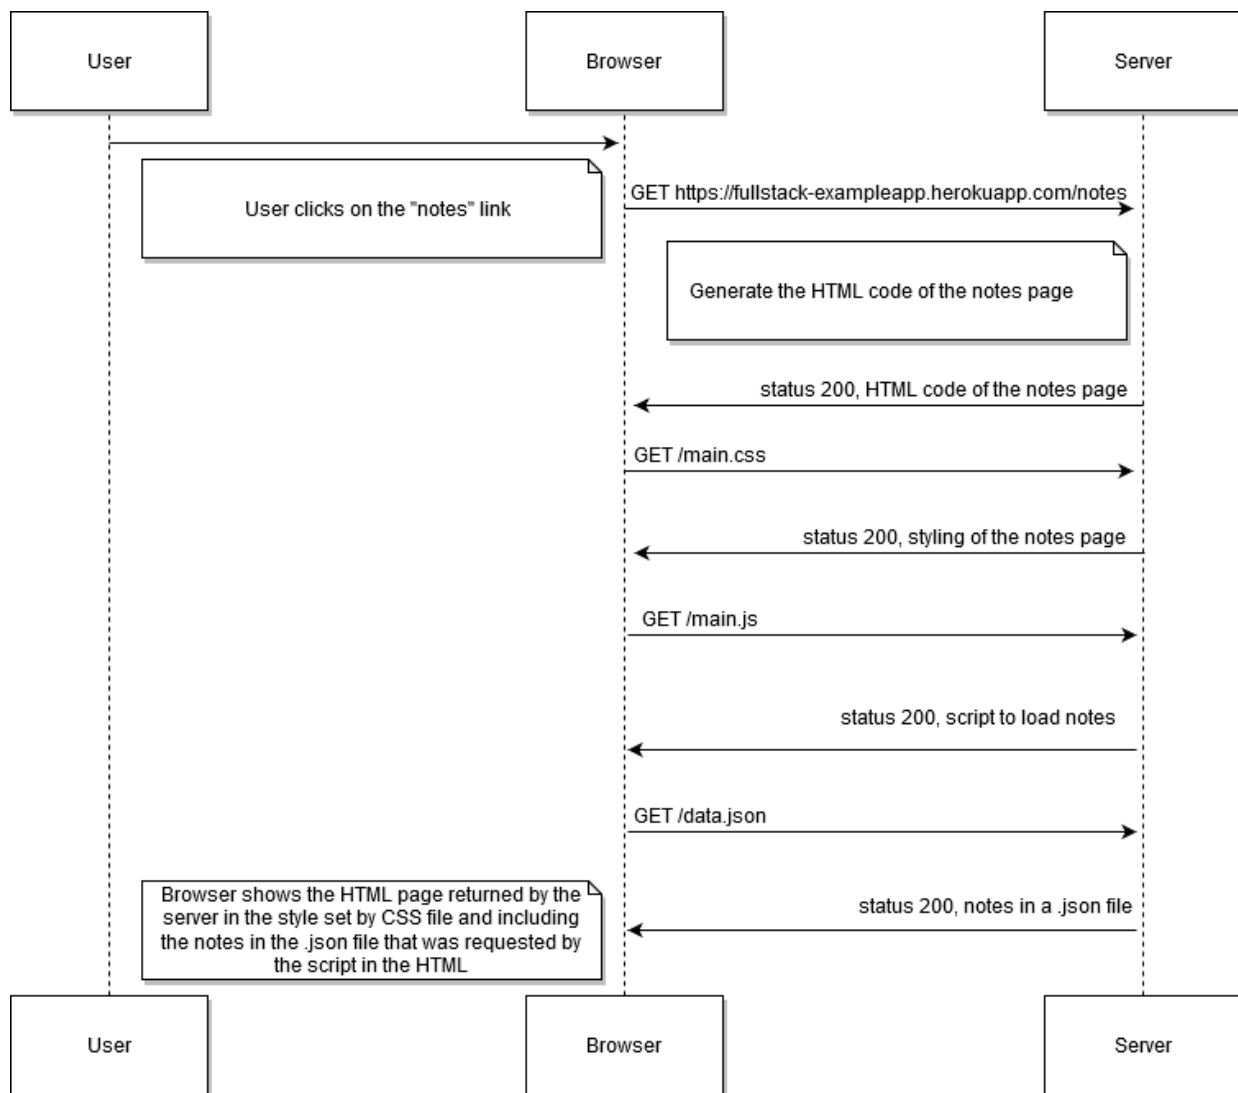 User
Browser
Server
User clicks on the "notes" link
GET https://fullstack-exampleapp.herokuapp.com/notes
Generate the HTML code of the notes page
status 200, HTML code of the notes page
GET /main.css
status 200, styling of the notes page
GET /main.js
status 200, script to load notes
GET /data.json
status 200, notes in a .json file
Browser shows the HTML page returned by the
server in the style set by CSS file and including
the notes in the .json file that was requested by
the script in the HTML
User
Browser
Server